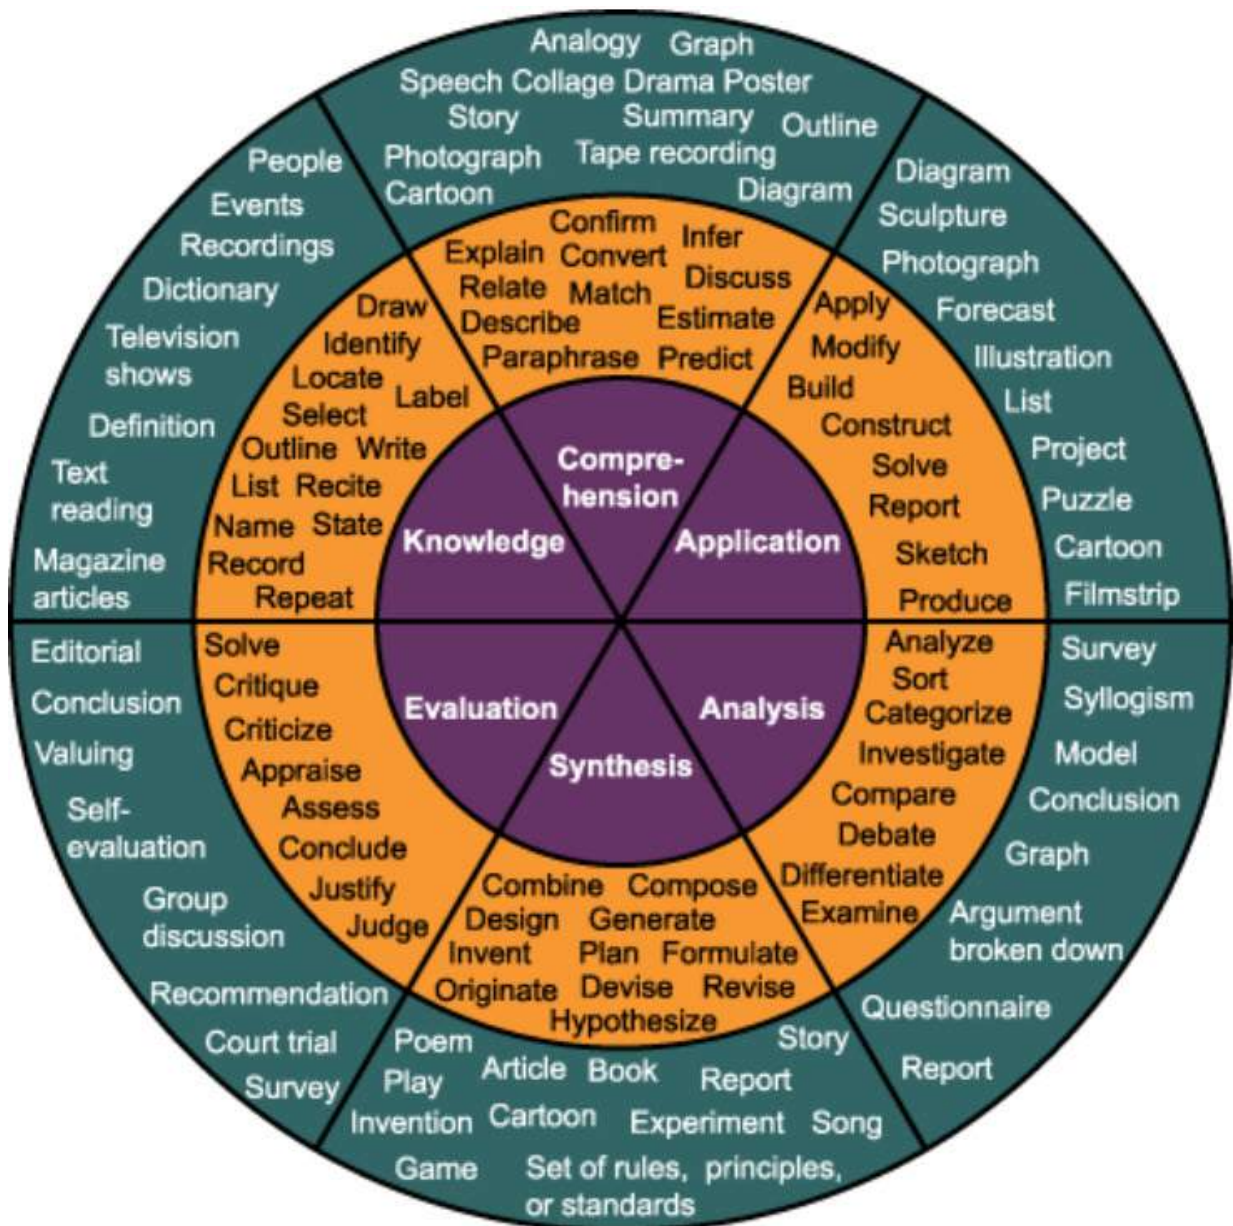 Analogy Graph
Speech Collage Drama Poster
Story Summary Outline
Photograph Tape recording
Cartoon Diagram
Confirm Infer
Explain Convert
Relate Match Discuss
Describe Estimate
Paraphrase Predict
Compre-
hension
Diagram
Sculpture
Photograph
Forecast
Illustration
List
Project
Puzzle
Cartoon
Filmstrip
Apply
Modify
Build
Construct
Solve
Report
Sketch
Produce
Application
Survey
Syllogism
Model
Conclusion
Graph
Argument
broken down
Questionnaire
Report
Analyze
Sort
Categorize
Investigate
Compare
Debate
Differentiate
Examine
Analysis
Synthesis
Combine Compose
Design Generate
Invent Plan Formulate
Originate Devise Revise
Hypothesize
Poem Story
Play Article Book Report
Invention Cartoon Experiment Song
Game Set of rules, principles,
or standards
Evaluation
Solve
Critique
Criticize
Appraise
Assess
Conclude
Justify
Judge
Editorial
Conclusion
Valuing
Self-
evaluation
Group
discussion
Recommendation
Court trial
Survey
Knowledge
Draw
Identify
Locate
Select Label
Outline Write
List Recite
Name State
Record
Repeat
People
Events
Recordings
Dictionary
Television
shows
Definition
Text
reading
Magazine
articles